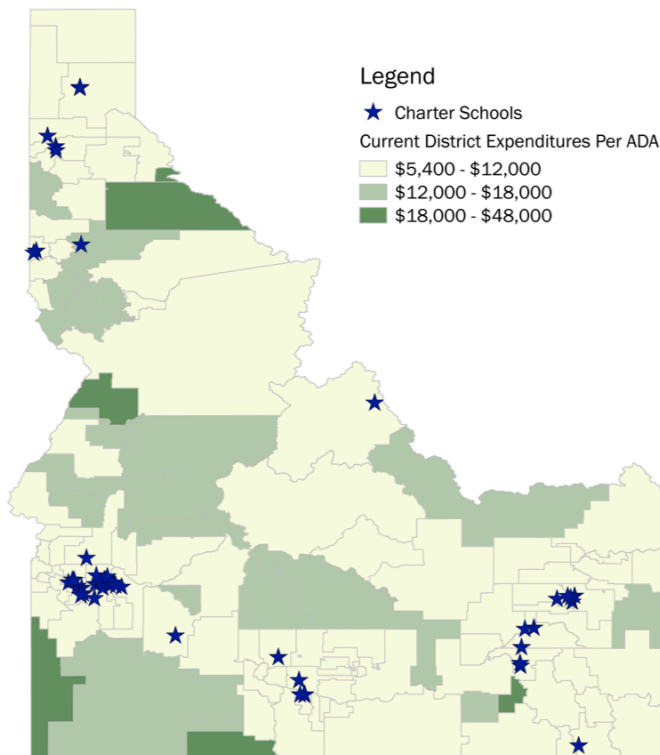 Legend
Charter Schools
Current District Expenditures Per ADA
$5,400 - $12,000
$12,000 - $18,000
$18,000 - $48,000